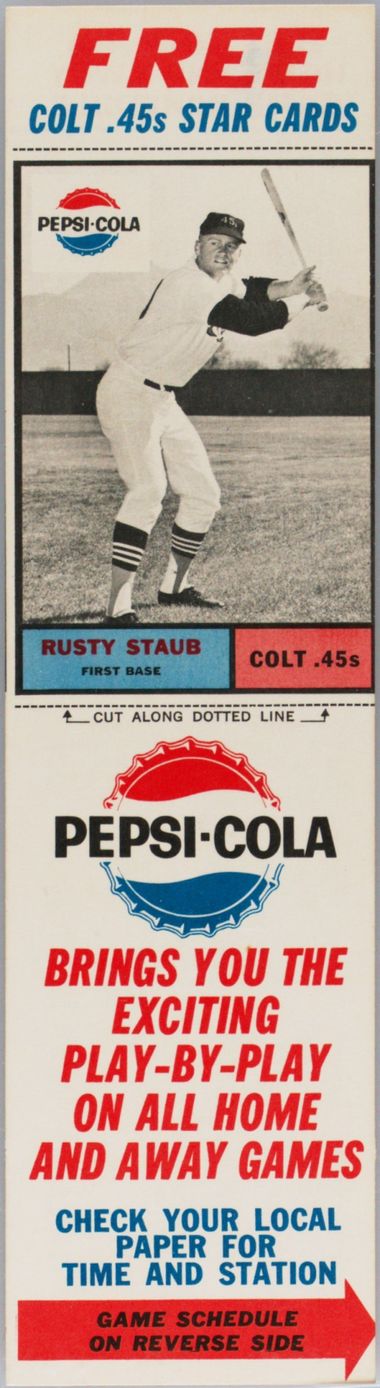 FREE
COLT .45s STAR CARDS
PEPSI-COLA
45s
RUSTY STAUB
FIRST BASE
COLT .45s
CUT ALONG DOTTED LINE
PEPSI-COLA
BRINGS YOU THE
EXCITING
PLAY-BY-PLAY
ON ALL HOME
AND AWAY GAMES
CHECK YOUR LOCAL
PAPER FOR
TIME AND STATION
GAME SCHEDULE
ON REVERSE SIDE